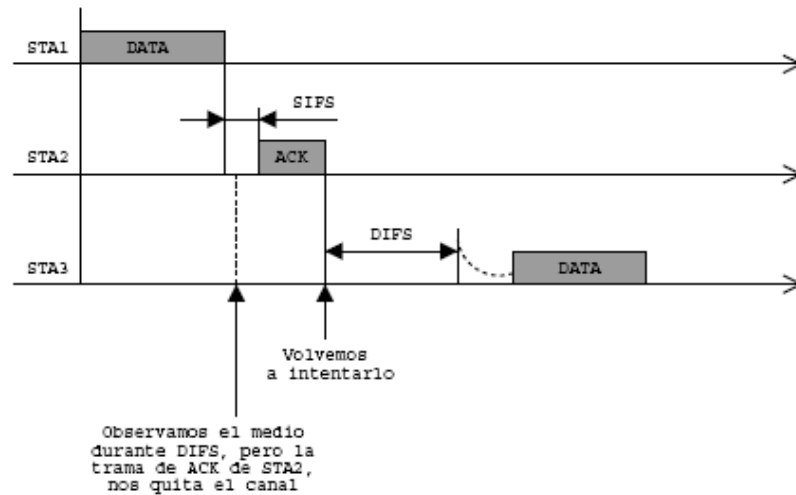 STA1
DATA
SIFS
STA2
ACK
DIFS
STA3
DATA
Volvemos
a intentarlo
Observamos el medio
durante DIFS, pero la
trama de ACK de STA2,
nos quita el canal